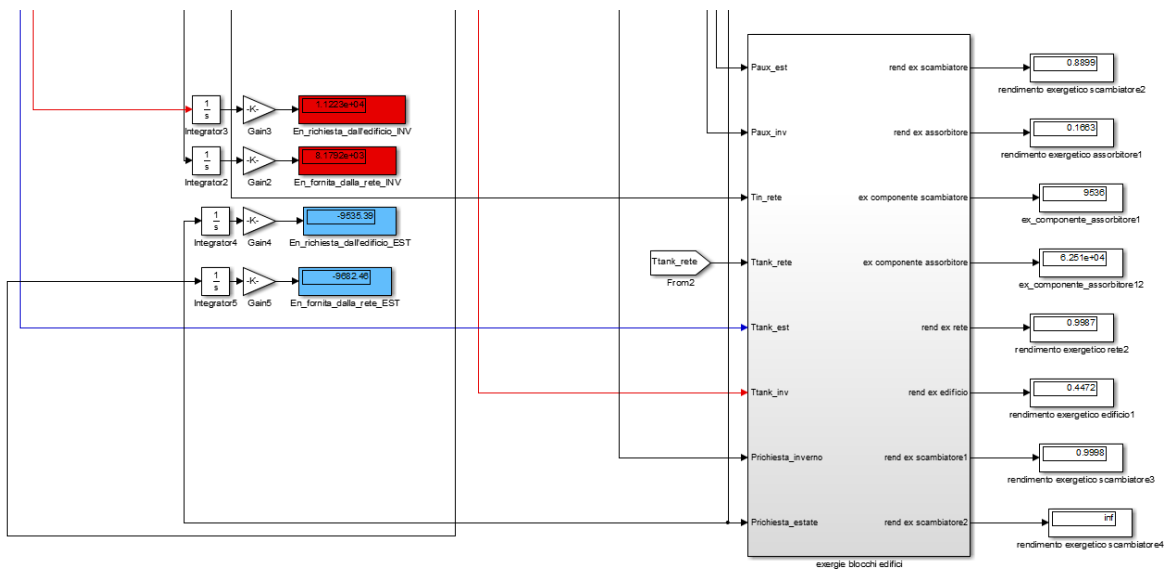 1
s
Integrator3
-K-
Gain3
1.1223e+04
En_richiesta_dall'edificio_INV
1
s
Integrator2
-K-
Gain2
8.1792e+03
En_fornita_dalla_rete_INV
1
s
Integrator4
-K-
Gain4
-9535.39
En_richiesta_dall'edificio_EST
1
s
Integrator5
-K-
Gain5
-9682.46
En_fornita_dalla_rete_EST
Ttank_rete
From2
Paux_est
Paux_inv
Tin_rete
Ttank_rete
Ttank_est
Ttank_inv
Prichiesta_inverno
Prichiesta_estate
rend ex scambiatore
rend ex assorbitore
ex componente scambiatore
ex componente assorbitore
rend ex rete
rend ex edificio
rend ex scambiatore1
rend ex scambiatore2
exergie blocchi edifici
0.8899
rendimento exergetico scambiatore2
0.1663
rendimento exergetico assorbitore1
9536
ex_componente_assorbitore1
6.251e+04
ex_componente_assorbitore12
0.9987
rendimento exergetico rete2
0.4472
rendimento exergetico edificio1
0.9998
rendimento exergetico scambiatore3
inf
rendimento exergetico scambiatore4